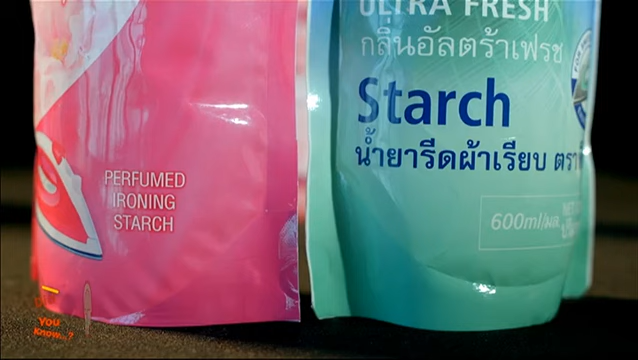 PERFUMED
IRONING
STARCH
ULTRA FRESH
กลิ่นอัลตร้าเฟรช
Starch
น้ำยารีดผ้าเรียบ ตรา
600ml/มล.
YOU
KNOW..?